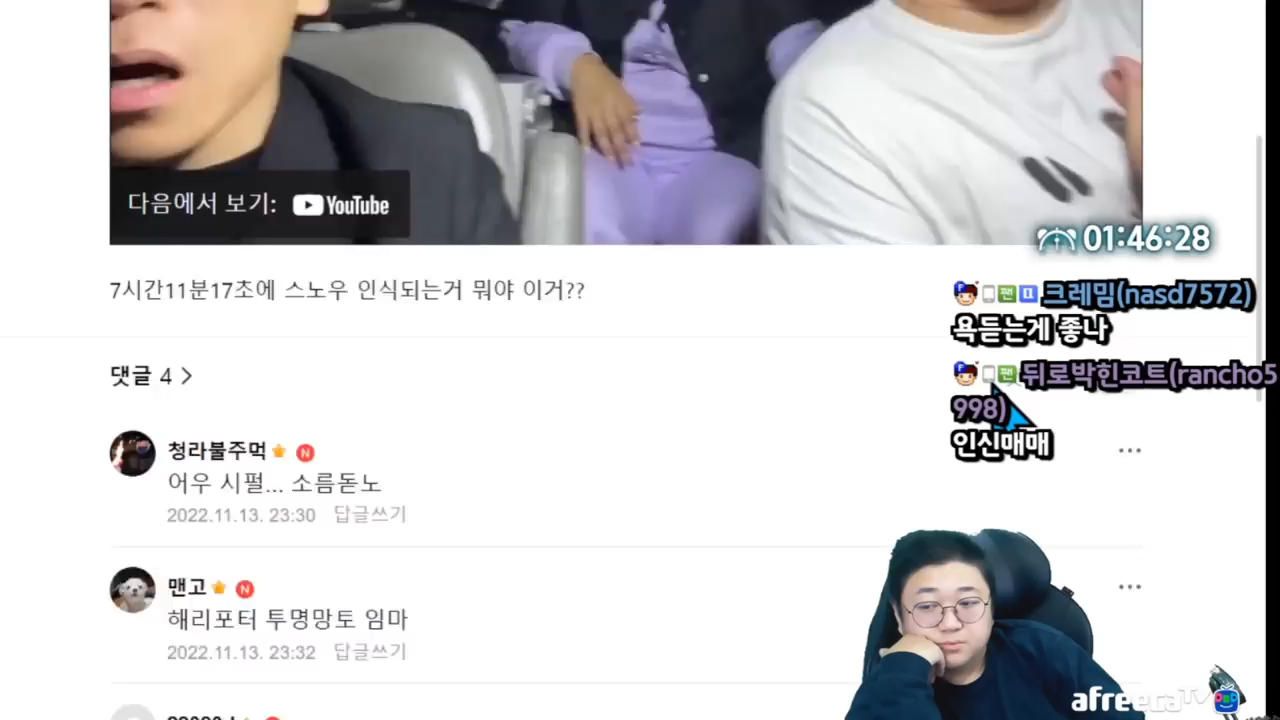 다음에서 보기: YouTube
01:46:28
7시간11분17초에 스노우 인식되는거 뭐야 이거??
크레밈(nasd7572)
욕듣는게 좋나
뒤로박힌코트(rancho5
998)
인신매매
댓글 4
청라불주먹
어우 시펄... 소름돋노
2022.11.13. 23:30 답글쓰기
맨고
해리포터 투명망토 임마
2022.11.13. 23:32 답글쓰기
afreecaTV